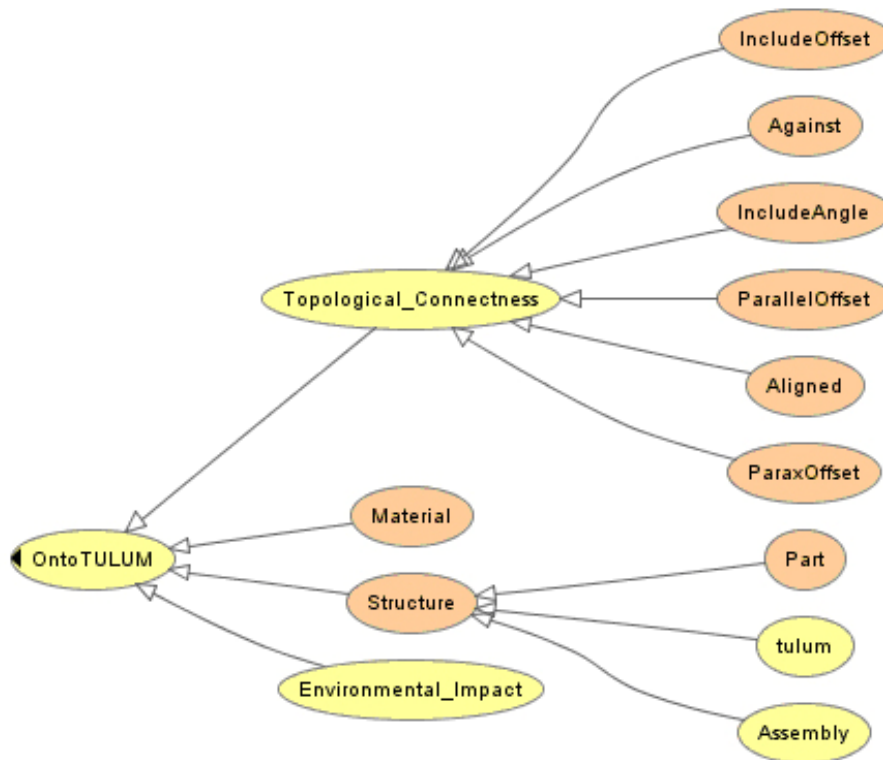 IncludeOffset
Against
IncludeAngle
Topological_Connectness
ParallelOffset
Aligned
ParaxOffset
Material
OntoTULUM
Part
Structure
tulum
Environmental_Impact
Assembly